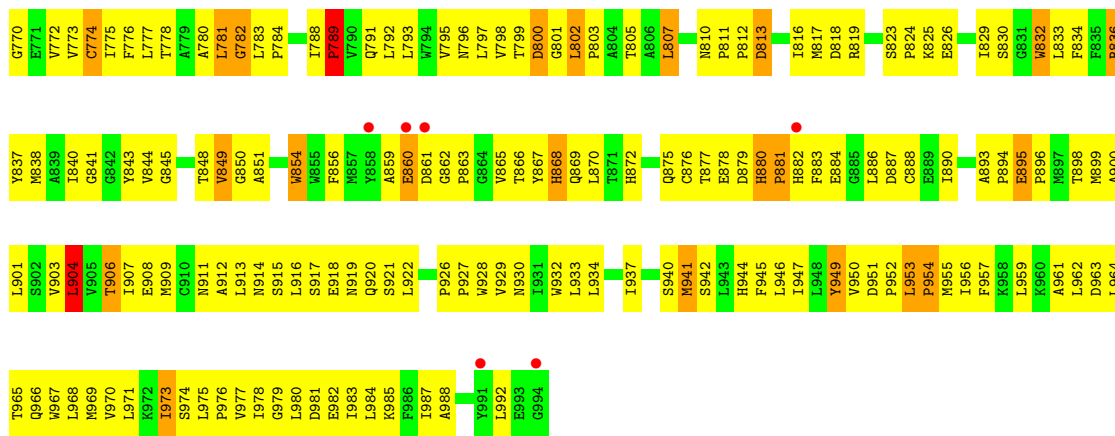 G770 E771 V772 V773 C774 I775 F776 L777 T778 A779 A780 L781 G782 L783 P784 I788 P789 V790 Q791 L792 L793 W794 V795 N796 L797 V798 T799 D800 G801 L802 P803 A804 T805 A806 L807 N810 P811 P812 D813 I816 M817 D818 R819 S823 P824 K825 E826 I829 S830 G831 W832 L833 F834 F835
Y837 M838 A839 I840 G841 G842 Y843 V844 G845 T848 V849 G850 A851 W854 W855 F856 M857 Y858 A859 E860 D861 G862 P863 G864 V865 T866 Y867 H868 Q869 L870 T871 H872 Q875 C876 T877 E878 D879 H880 P881 H882 F883 E884 G885 L886 D887 C888 E889 I890 A893 P894 E895 P896 M897 T898 M899
L901 S902 V903 L904 V905 T906 I907 E908 M909 C910 N911 A912 L913 N914 S915 L916 S917 E918 N919 Q920 S921 L922 P926 P927 W928 V929 N930 I931 W932 L933 L934 I937 S940 M941 S942 L943 H944 F945 L946 I947 L948 Y949 V950 D951 P952 L953 P954 M955 I956 F957 K958 L959 K960 A961 L962 D963
T965 Q966 W967 L968 M969 V970 L971 K972 I973 S974 L975 P976 V977 I978 G979 L980 D981 E982 I983 L984 K985 F986 I987 A988 Y991 L992 E993 G994